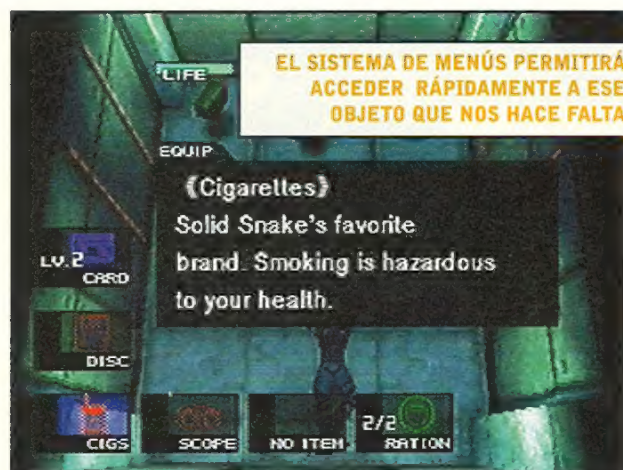 LIFE
EL SISTEMA DE MENÚS PERMITIRÁ
ACCEDER RÁPIDAMENTE A ESE
OBJETO QUE NOS HACE FALTA
EQUIP
《Cigarettes》
Solid Snake's favorite
brand. Smoking is hazardous
to your health.
LV.2
CARD
DISC
CIGS
SCOPE
NO ITEM
2/2
RATION